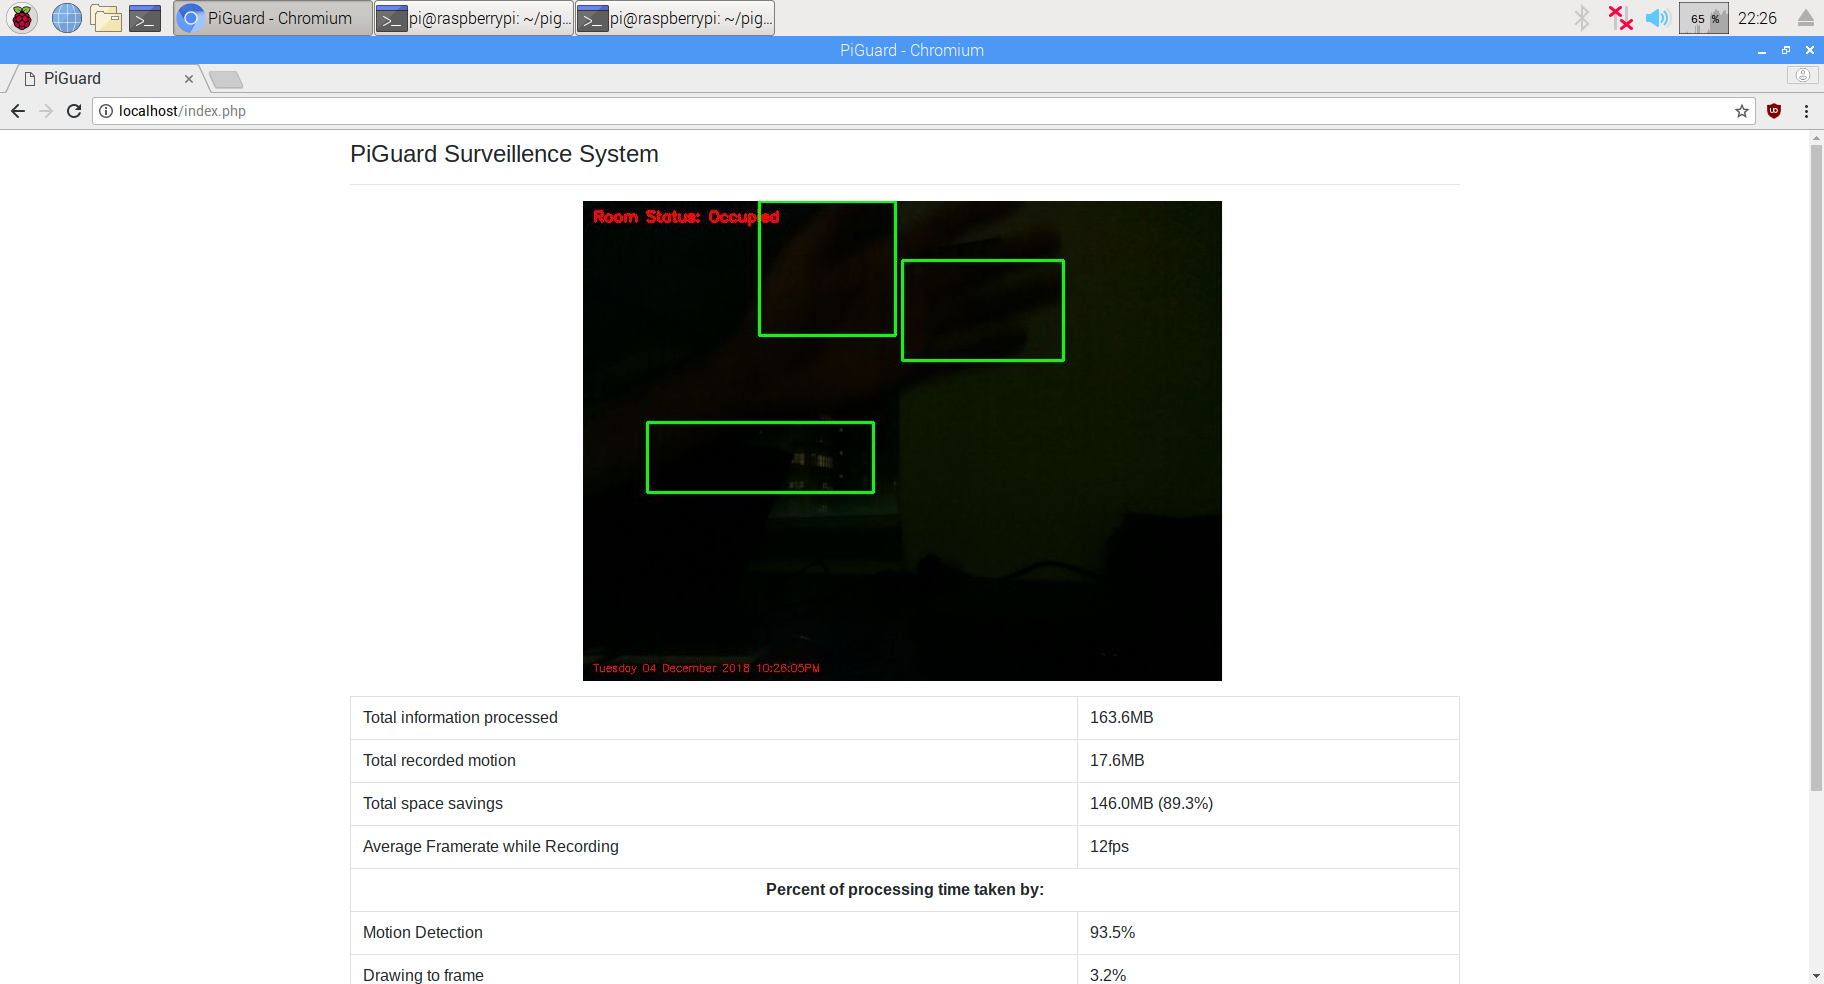 PiGuard - Chromium
pi@raspberrypi: ~/pig...
pi@raspberrypi: ~/pig...
65 %
22:26
PiGuard - Chromium
PiGuard
localhost/index.php
PiGuard Surveillence System
Room Status: Occupied
Tuesday 04 December 2018 10:26:05PM
Total information processed 163.6MB
Total recorded motion 17.6MB
Total space savings 146.0MB (89.3%)
Average Framerate while Recording 12fps
Percent of processing time taken by:
Motion Detection 93.5%
Drawing to frame 3.2%